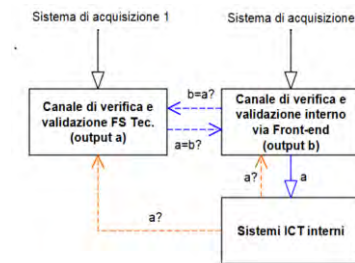 Sistema di acquisizione 1
Sistema di acquisizione
b=a?
Canale di verifica e
validazione FS Tec.
(output a)
a=b?
Canale di verifica e
validazione interno
via Front-end
(output b)
a?
a
a?
Sistemi ICT interni